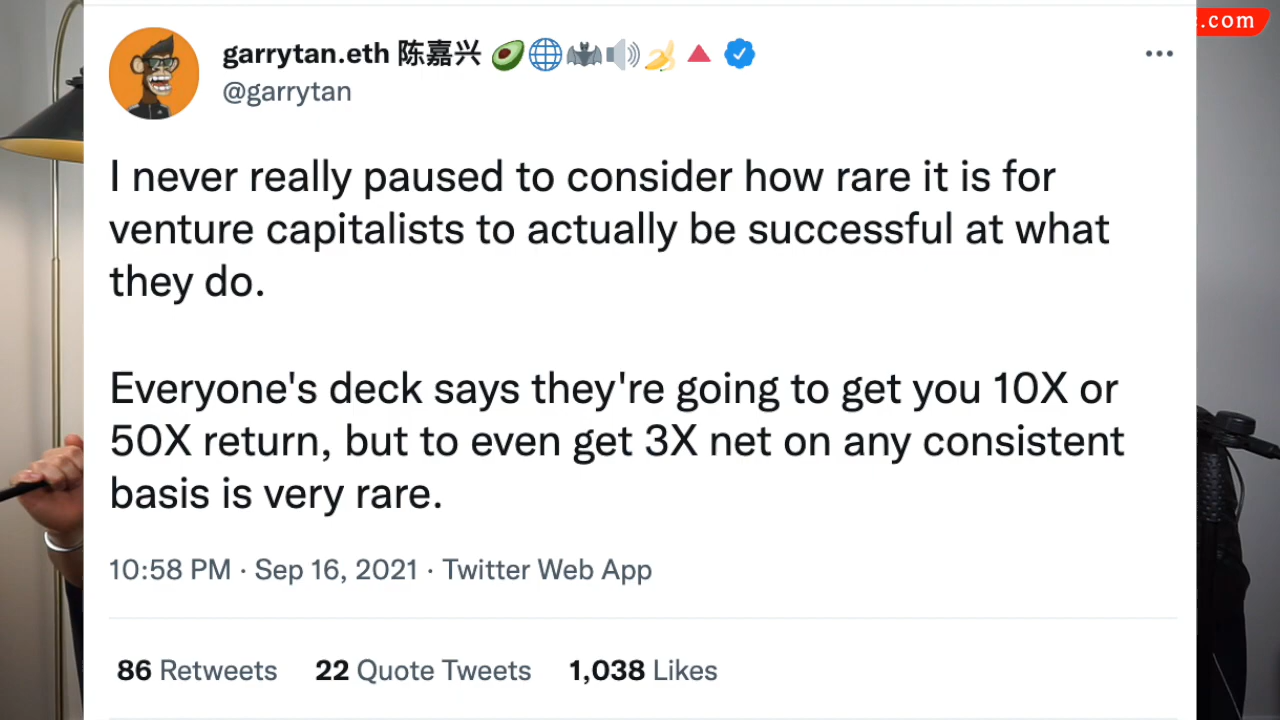 .com
garrytan.eth 陈嘉兴 🥑🌐🦇🔊🍌🔺
@garrytan
I never really paused to consider how rare it is for
venture capitalists to actually be successful at what
they do.
Everyone's deck says they're going to get you 10X or
50X return, but to even get 3X net on any consistent
basis is very rare.
10:58 PM · Sep 16, 2021 · Twitter Web App
86 Retweets 22 Quote Tweets 1,038 Likes